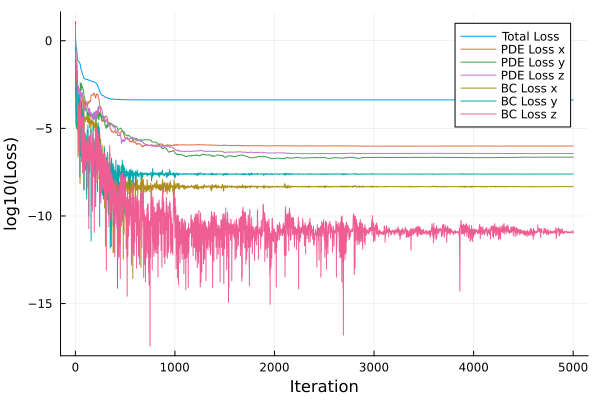 Total Loss
PDE Loss x
PDE Loss y
PDE Loss z
BC Loss x
BC Loss y
BC Loss z
log10(Loss)
0
−5
−10
−15
0 1000 2000 3000 4000 5000
Iteration